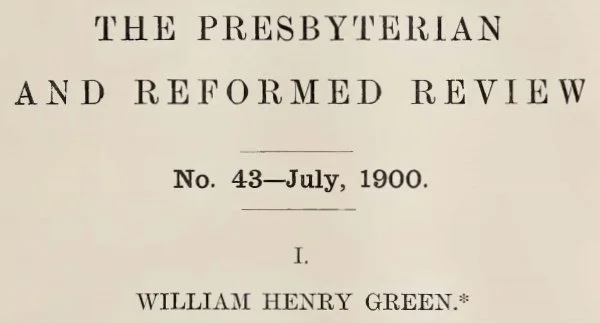 THE PRESBYTERIAN
AND REFORMED REVIEW
No. 43—July, 1900.
I.
WILLIAM HENRY GREEN.*